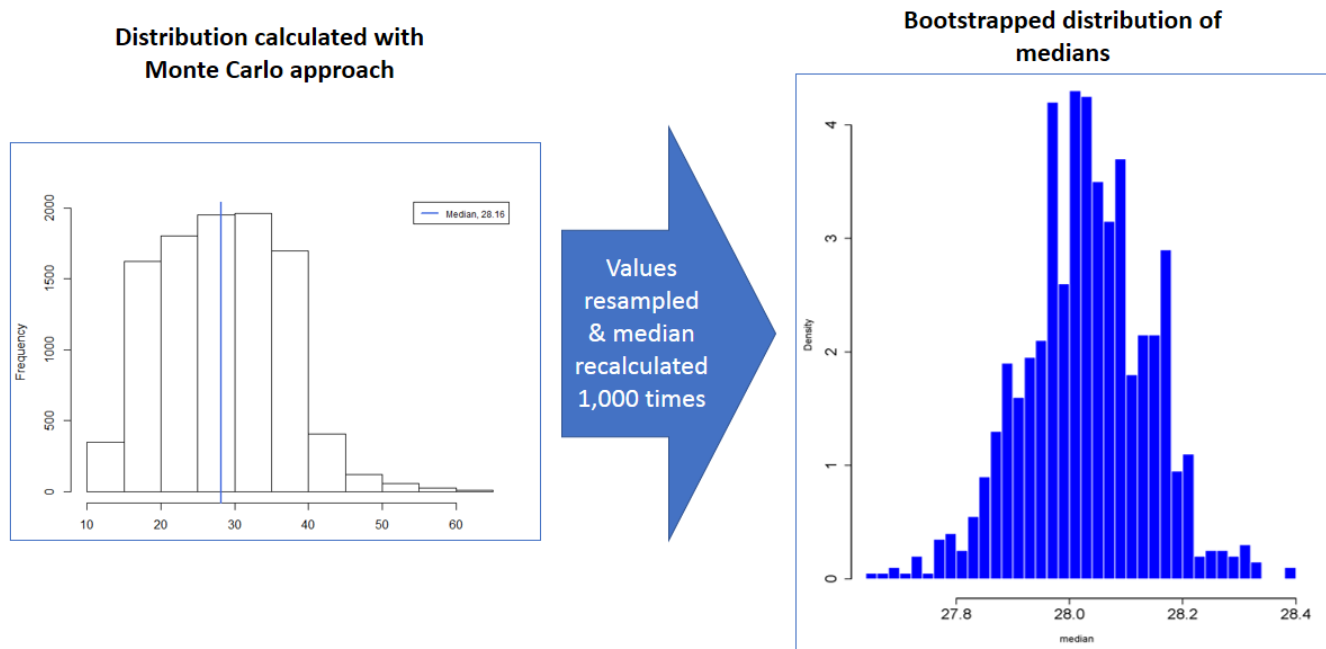 Distribution calculated with
Monte Carlo approach
Frequency
2000
1500
1000
500
0
Median, 28.16
10 20 30 40 50 60
Values
resampled
& median
recalculated
1,000 times
Bootstrapped distribution of
medians
Density
4
3
2
1
0
27.8 28.0 28.2 28.4
median